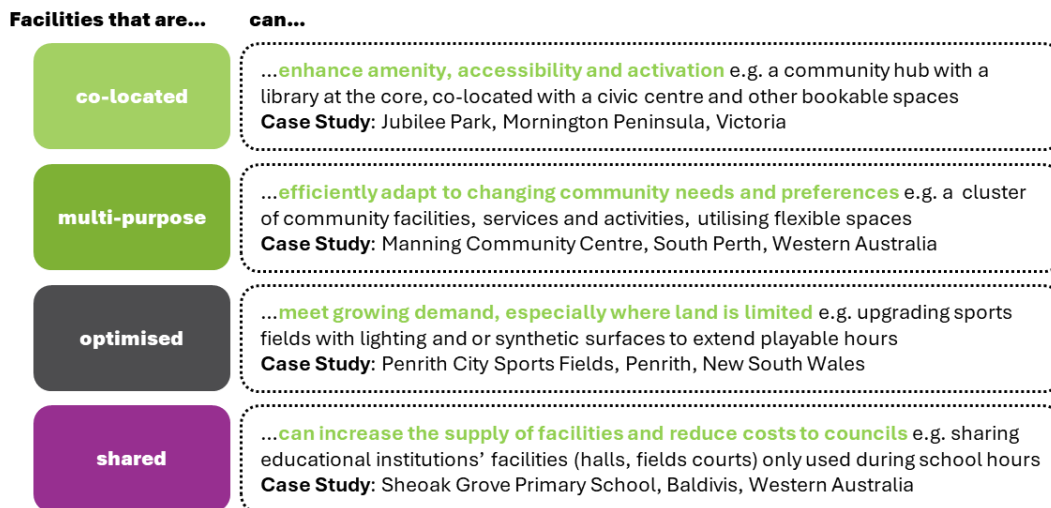 Facilities that are... can...
co-located
...enhance amenity, accessibility and activation e.g. a community hub with a
library at the core, co-located with a civic centre and other bookable spaces
Case Study: Jubilee Park, Mornington Peninsula, Victoria
multi-purpose
...efficiently adapt to changing community needs and preferences e.g. a cluster
of community facilities, services and activities, utilising flexible spaces
Case Study: Manning Community Centre, South Perth, Western Australia
optimised
...meet growing demand, especially where land is limited e.g. upgrading sports
fields with lighting and or synthetic surfaces to extend playable hours
Case Study: Penrith City Sports Fields, Penrith, New South Wales
shared
...can increase the supply of facilities and reduce costs to councils e.g. sharing
educational institutions’ facilities (halls, fields courts) only used during school hours
Case Study: Sheoak Grove Primary School, Baldivis, Western Australia